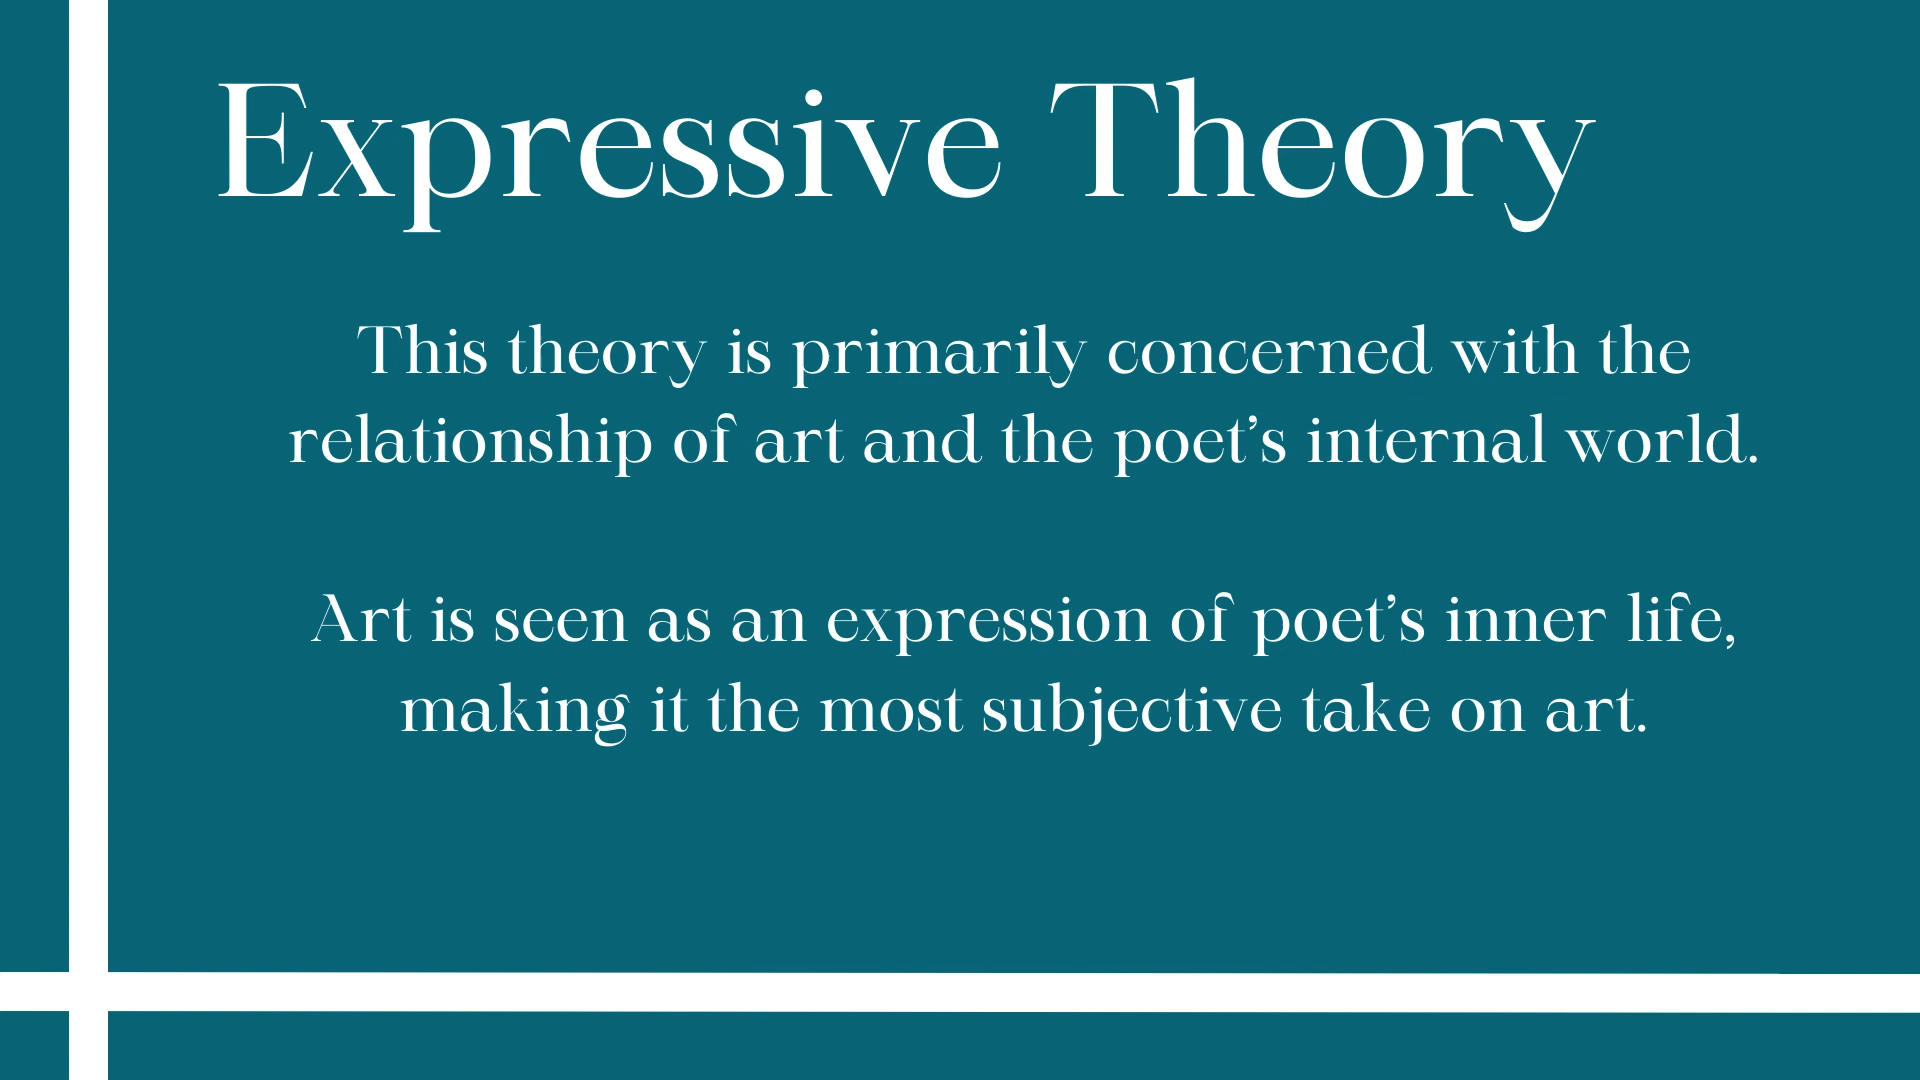 Expressive Theory
This theory is primarily concerned with the
relationship of art and the poet’s internal world.
Art is seen as an expression of poet’s inner life,
making it the most subjective take on art.